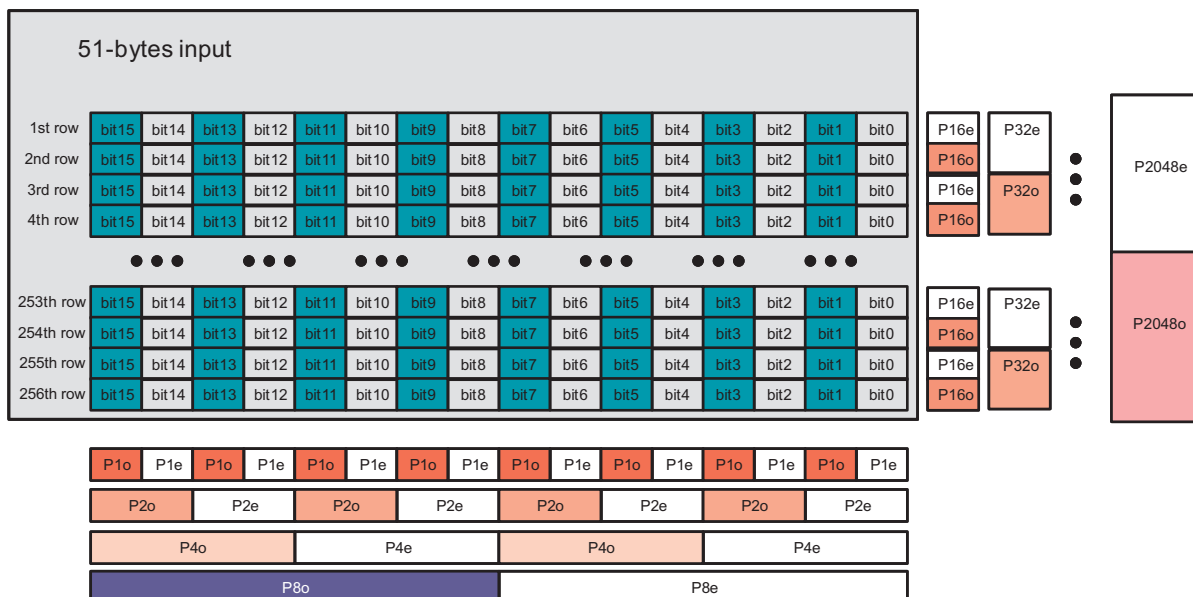 51-bytes input
1st row bit15 bit14 bit13 bit12 bit11 bit10 bit9 bit8 bit7 bit6 bit5 bit4 bit3 bit2 bit1 bit0 P16e P32e
2nd row bit15 bit14 bit13 bit12 bit11 bit10 bit9 bit8 bit7 bit6 bit5 bit4 bit3 bit2 bit1 bit0 P16o P2048e
3rd row bit15 bit14 bit13 bit12 bit11 bit10 bit9 bit8 bit7 bit6 bit5 bit4 bit3 bit2 bit1 bit0 P16e P32o
4th row bit15 bit14 bit13 bit12 bit11 bit10 bit9 bit8 bit7 bit6 bit5 bit4 bit3 bit2 bit1 bit0 P16o
253th row bit15 bit14 bit13 bit12 bit11 bit10 bit9 bit8 bit7 bit6 bit5 bit4 bit3 bit2 bit1 bit0 P16e P32e
254th row bit15 bit14 bit13 bit12 bit11 bit10 bit9 bit8 bit7 bit6 bit5 bit4 bit3 bit2 bit1 bit0 P16o P2048o
255th row bit15 bit14 bit13 bit12 bit11 bit10 bit9 bit8 bit7 bit6 bit5 bit4 bit3 bit2 bit1 bit0 P16e P32o
256th row bit15 bit14 bit13 bit12 bit11 bit10 bit9 bit8 bit7 bit6 bit5 bit4 bit3 bit2 bit1 bit0 P16o
P1o P1e P1o P1e P1o P1e P1o P1e P1o P1e P1o P1e P1o P1e P1o P1e
P2o P2e P2o P2e P2o P2e P2o P2e
P4o P4e P4o P4e
P8o P8e